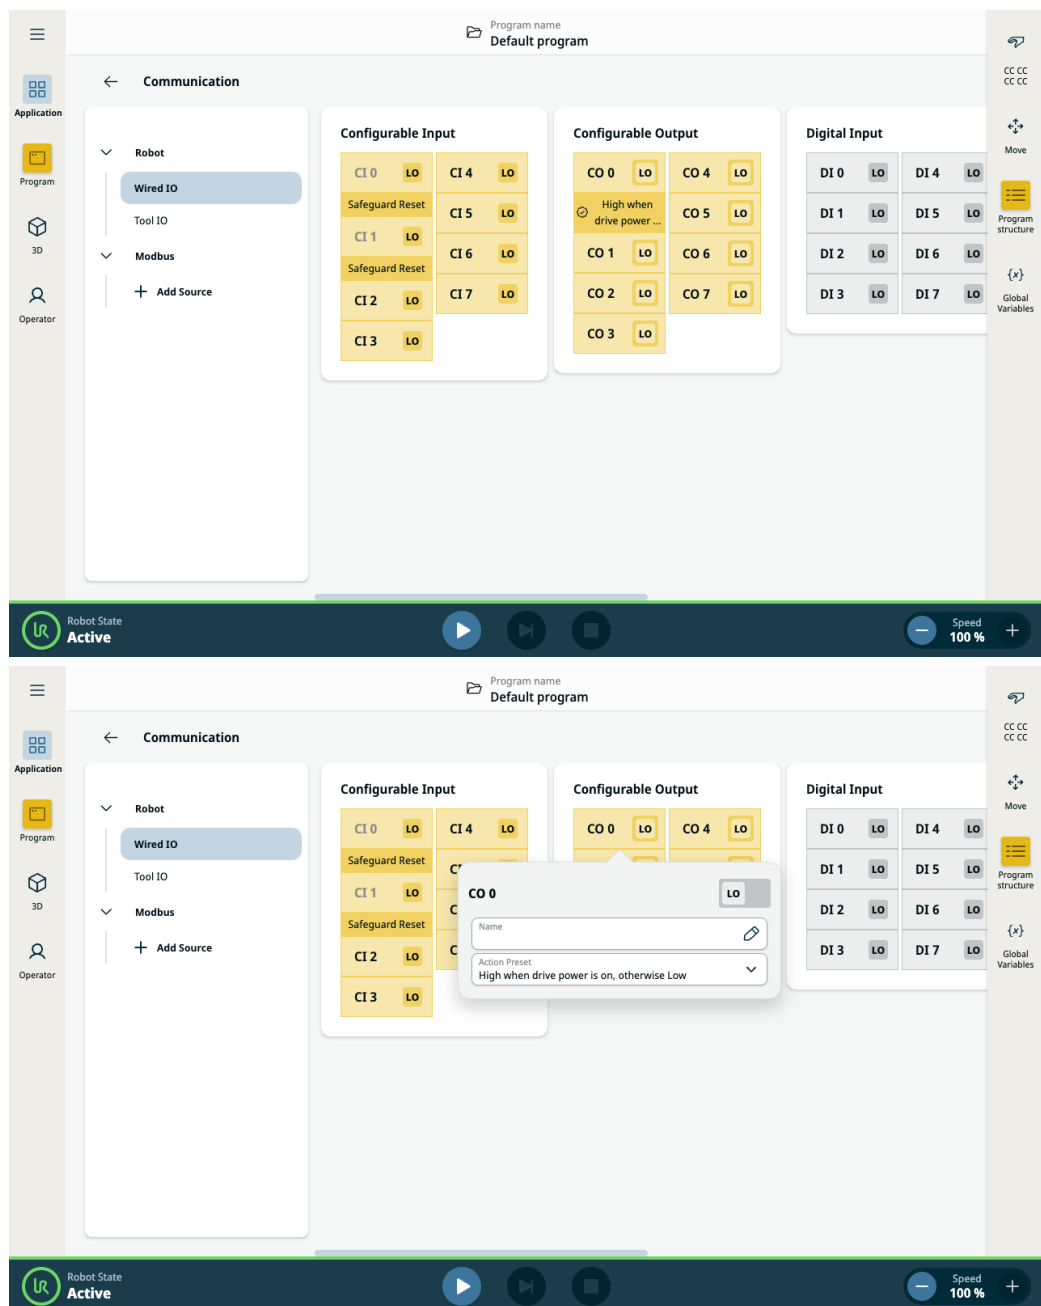 Program name
Default program
Application
Program
3D
Operator
Communication
Robot
Wired IO
Tool IO
Modbus
Add Source
Configurable Input
CI 0 LO
Safeguard Reset
CI 1 LO
Safeguard Reset
CI 2 LO
CI 3 LO
CI 4 LO
CI 5 LO
CI 6 LO
CI 7 LO
Configurable Output
CO 0 LO
High when
drive power ...
CO 1 LO
CO 2 LO
CO 3 LO
CO 4 LO
CO 5 LO
CO 6 LO
CO 7 LO
Digital Input
DI 0 LO
DI 1 LO
DI 2 LO
DI 3 LO
DI 4 LO
DI 5 LO
DI 6 LO
DI 7 LO
CC CC
CC CC
Move
Program
structure
{x}
Global
Variables
UR
Robot State
Active
Speed
100 %
Program name
Default program
Application
Program
3D
Operator
Communication
Robot
Wired IO
Tool IO
Modbus
Add Source
Configurable Input
CI 0 LO
Safeguard Reset
CI 1 LO
Safeguard Reset
CI 2 LO
CI 3 LO
CI 4 LO
C
C
C
Configurable Output
CO 0 LO
CO 4 LO
CO 0 LO
Name
Action Preset
High when drive power is on, otherwise Low
Digital Input
DI 0 LO
DI 1 LO
DI 2 LO
DI 3 LO
DI 4 LO
DI 5 LO
DI 6 LO
DI 7 LO
CC CC
CC CC
Move
Program
structure
{x}
Global
Variables
UR
Robot State
Active
Speed
100 %